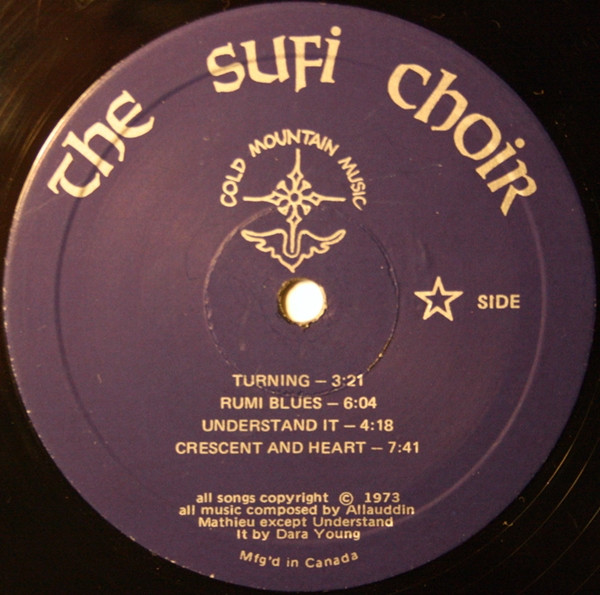 The Sufi Choir
COLD MOUNTAIN MUSIC
SIDE
TURNING — 3:21
RUMI BLUES — 6:04
UNDERSTAND IT — 4:18
CRESCENT AND HEART — 7:41
all songs copyright © 1973
all music composed by Allauddin
Mathieu except Understand
It by Dara Young
Mfg'd in Canada